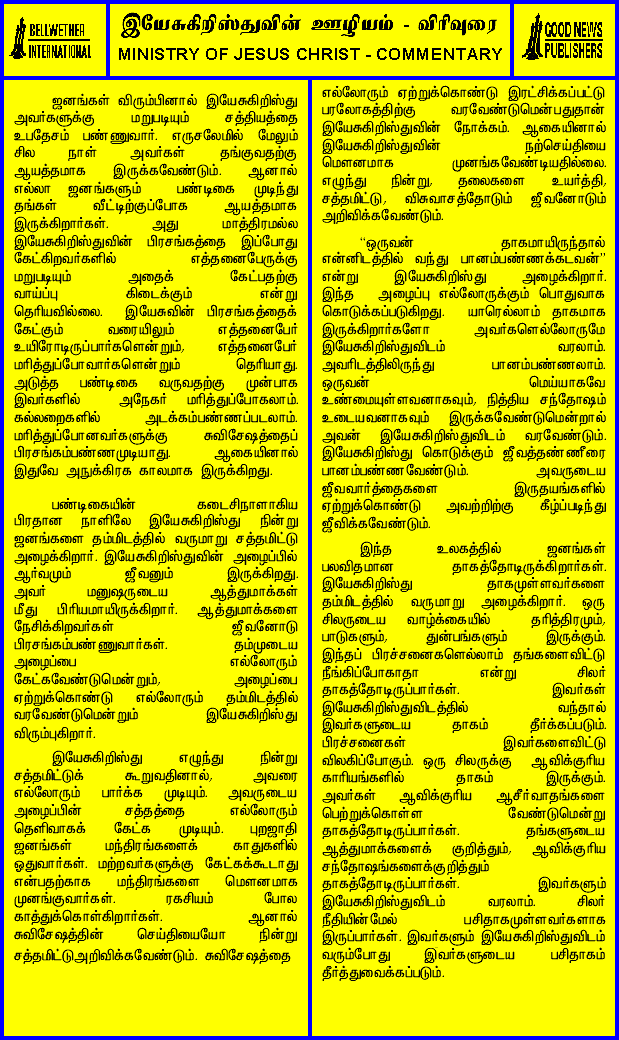 BELLWETHER
INTERNATIONAL
இயேசுகிறிஸ்துவின் ஊழியம் - விரிவுரை
MINISTRY OF JESUS CHRIST - COMMENTARY
GOOD NEWS
PUBLISHERS
ஜனங்கள் விரும்பினால் இயேசுகிறிஸ்து
அவர்களுக்கு மறுபடியும் சத்தியத்தை
உபதேசம் பண்ணுவார். எருசலேமில் மேலும்
சில நாள் அவர்கள் தங்குவதற்கு
ஆயத்தமாக இருக்கவேண்டும். ஆனால்
எல்லா ஜனங்களும் பண்டிகை முடிந்து
தங்கள் வீட்டிற்குப்போக ஆயத்தமாக
இருக்கிறார்கள். அது மாத்திரமல்ல
இயேசுகிறிஸ்துவின் பிரசங்கத்தை இப்போது
கேட்கிறவர்களில் எத்தனைபேருக்கு
மறுபடியும் அதைக் கேட்பதற்கு
வாய்ப்பு கிடைக்கும் என்று
தெரியவில்லை. இயேசுவின் பிரசங்கத்தைக்
கேட்கும் வரையிலும் எத்தனைபேர்
உயிரோடிருப்பார்களென்றும், எத்தனைபேர்
மரித்துப்போவார்களென்றும் தெரியாது.
அடுத்த பண்டிகை வருவதற்கு முன்பாக
இவர்களில் அநேகர் மரித்துப்போகலாம்.
கல்லறைகளில் அடக்கம்பண்ணப்படலாம்.
மரித்துப்போனவர்களுக்கு சுவிசேஷத்தைப்
பிரசங்கம்பண்ணமுடியாது. ஆகையினால்
இதுவே அநுக்கிரக காலமாக இருக்கிறது.
பண்டிகையின் கடைசிநாளாகிய
பிரதான நாளிலே இயேசுகிறிஸ்து நின்று
ஜனங்களை தம்மிடத்தில் வருமாறு சத்தமிட்டு
அழைக்கிறார். இயேசுகிறிஸ்துவின் அழைப்பில்
ஆர்வமும் ஜீவனும் இருக்கிறது.
அவர் மனுஷருடைய ஆத்துமாக்கள்
மீது பிரியமாயிருக்கிறார். ஆத்துமாக்களை
நேசிக்கிறவர்கள் ஜீவனோடு
பிரசங்கம்பண்ணுவார்கள். தம்முடைய
அழைப்பை எல்லோரும்
கேட்கவேண்டுமென்றும், அழைப்பை
ஏற்றுக்கொண்டு எல்லோரும் தம்மிடத்தில்
வரவேண்டுமென்றும் இயேசுகிறிஸ்து
விரும்புகிறார்.
இயேசுகிறிஸ்து எழுந்து நின்று
சத்தமிட்டுக் கூறுவதினால், அவரை
எல்லோரும் பார்க்க முடியும். அவருடைய
அழைப்பின் சத்தத்தை எல்லோரும்
தெளிவாகக் கேட்க முடியும். புறஜாதி
ஜனங்கள் மந்திரங்களைக் காதுகளில்
ஓதுவார்கள். மற்றவர்களுக்கு கேட்கக்கூடாது
என்பதற்காக மந்திரங்களை மௌனமாக
முனங்குவார்கள். ரகசியம் போல
காத்துக்கொள்கிறார்கள். ஆனால்
சுவிசேஷத்தின் செய்தியையோ நின்று
சத்தமிட்டுஅறிவிக்கவேண்டும். சுவிசேஷத்தை
எல்லோரும் ஏற்றுக்கொண்டு இரட்சிக்கப்பட்டு
பரலோகத்திற்கு வரவேண்டுமென்பதுதான்
இயேசுகிறிஸ்துவின் நோக்கம். ஆகையினால்
இயேசுகிறிஸ்துவின் நற்செய்தியை
மௌனமாக முனங்கவேண்டியதில்லை.
எழுந்து நின்று, தலைகளை உயர்த்தி,
சத்தமிட்டு, விசுவாசத்தோடும் ஜீவனோடும்
அறிவிக்கவேண்டும்.
“ஒருவன் தாகமாயிருந்தால்
என்னிடத்தில் வந்து பானம்பண்ணக்கடவன்”
என்று இயேசுகிறிஸ்து அழைக்கிறார்.
இந்த அழைப்பு எல்லோருக்கும் பொதுவாக
கொடுக்கப்படுகிறது. யாரெல்லாம் தாகமாக
இருக்கிறார்களோ அவர்களெல்லோருமே
இயேசுகிறிஸ்துவிடம் வரலாம்.
அவரிடத்திலிருந்து பானம்பண்ணலாம்.
ஒருவன் மெய்யாகவே
உண்மையுள்ளவனாகவும், நித்திய சந்தோஷம்
உடையவனாகவும் இருக்கவேண்டுமென்றால்
அவன் இயேசுகிறிஸ்துவிடம் வரவேண்டும்.
இயேசுகிறிஸ்து கொடுக்கும் ஜீவத்தண்ணீரை
பானம்பண்ணவேண்டும். அவருடைய
ஜீவவார்த்தைகளை இருதயங்களில்
ஏற்றுக்கொண்டு அவற்றிற்கு கீழ்ப்படிந்து
ஜீவிக்கவேண்டும்.
இந்த உலகத்தில் ஜனங்கள்
பலவிதமான தாகத்தோடிருக்கிறார்கள்.
இயேசுகிறிஸ்து தாகமுள்ளவர்களை
தம்மிடத்தில் வருமாறு அழைக்கிறார். ஒரு
சிலருடைய வாழ்க்கையில் தரித்திரமும்,
பாடுகளும், துன்பங்களும் இருக்கும்.
இந்தப் பிரச்சனைகளெல்லாம் தங்களைவிட்டு
நீங்கிப்போகாதா என்று சிலர்
தாகத்தோடிருப்பார்கள். இவர்கள்
இயேசுகிறிஸ்துவிடத்தில் வந்தால்
இவர்களுடைய தாகம் தீர்க்கப்படும்.
பிரச்சனைகள் இவர்களைவிட்டு
விலகிப்போகும். ஒரு சிலருக்கு ஆவிக்குரிய
காரியங்களில் தாகம் இருக்கும்.
அவர்கள் ஆவிக்குரிய ஆசீர்வாதங்களை
பெற்றுக்கொள்ள வேண்டுமென்று
தாகத்தோடிருப்பார்கள். தங்களுடைய
ஆத்துமாக்களைக் குறித்தும், ஆவிக்குரிய
சந்தோஷங்களைக்குறித்தும்
தாகத்தோடிருப்பார்கள். இவர்களும்
இயேசுகிறிஸ்துவிடம் வரலாம். சிலர்
நீதியின்மேல் பசிதாகமுள்ளவர்களாக
இருப்பார்கள். இவர்களும் இயேசுகிறிஸ்துவிடம்
வரும்போது இவர்களுடைய பசிதாகம்
தீர்த்துவைக்கப்படும்.